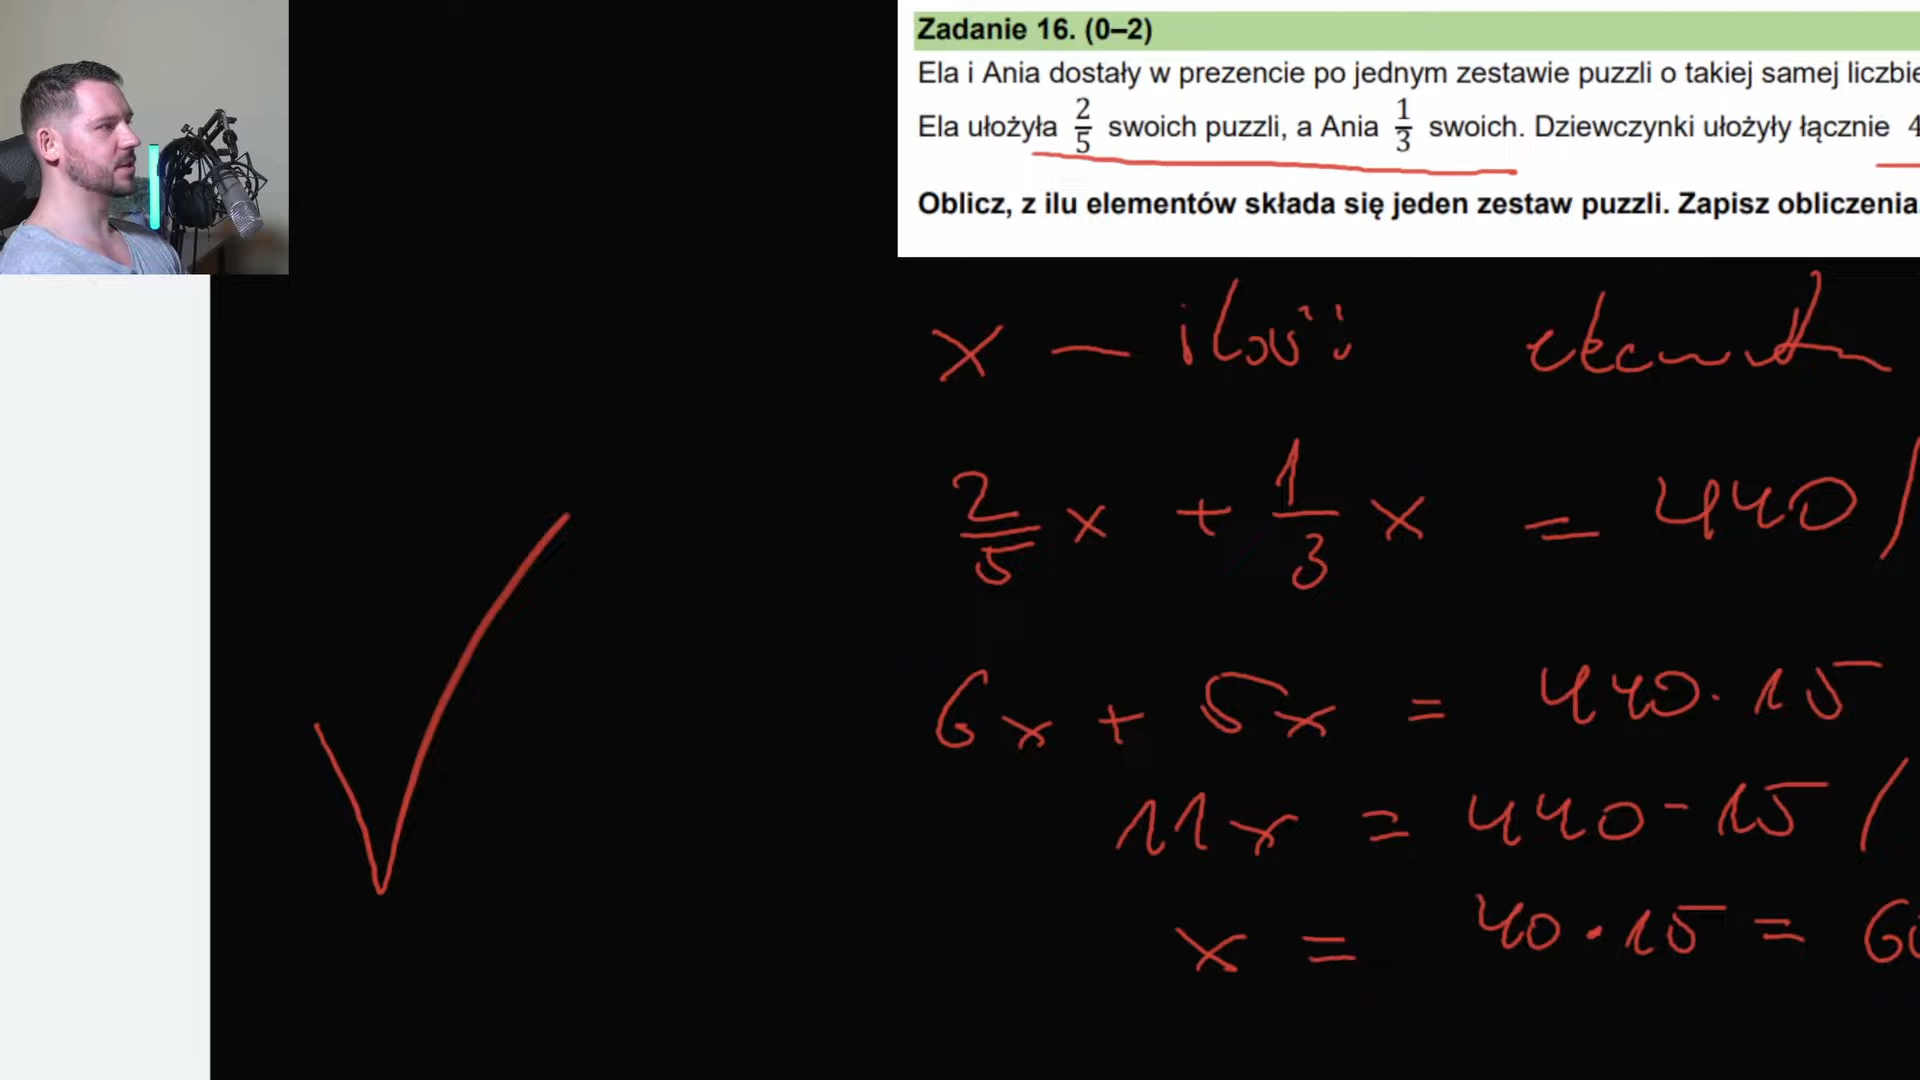 Zadanie 16. (0–2)
Ela i Ania dostały w prezencie po jednym zestawie puzzli o takiej samej liczbie
Ela ułożyła 2/5 swoich puzzli, a Ania 1/3 swoich. Dziewczynki ułożyły łącznie 4
Oblicz, z ilu elementów składa się jeden zestaw puzzli. Zapisz obliczenia
x – ilość
2/5 x + 1/3 x = 440 /
6x + 5x = 440 · 15
11x = 440 · 15 /
x = 40 · 15 = 60